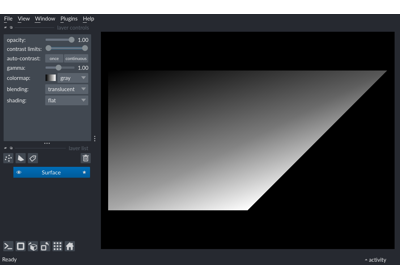 File View Window Plugins Help
layer controls
opacity: 1.00
contrast limits:
auto-contrast: once continuous
gamma: 1.00
colormap: gray
blending: translucent
shading: flat
layer list
Surface
Ready activity